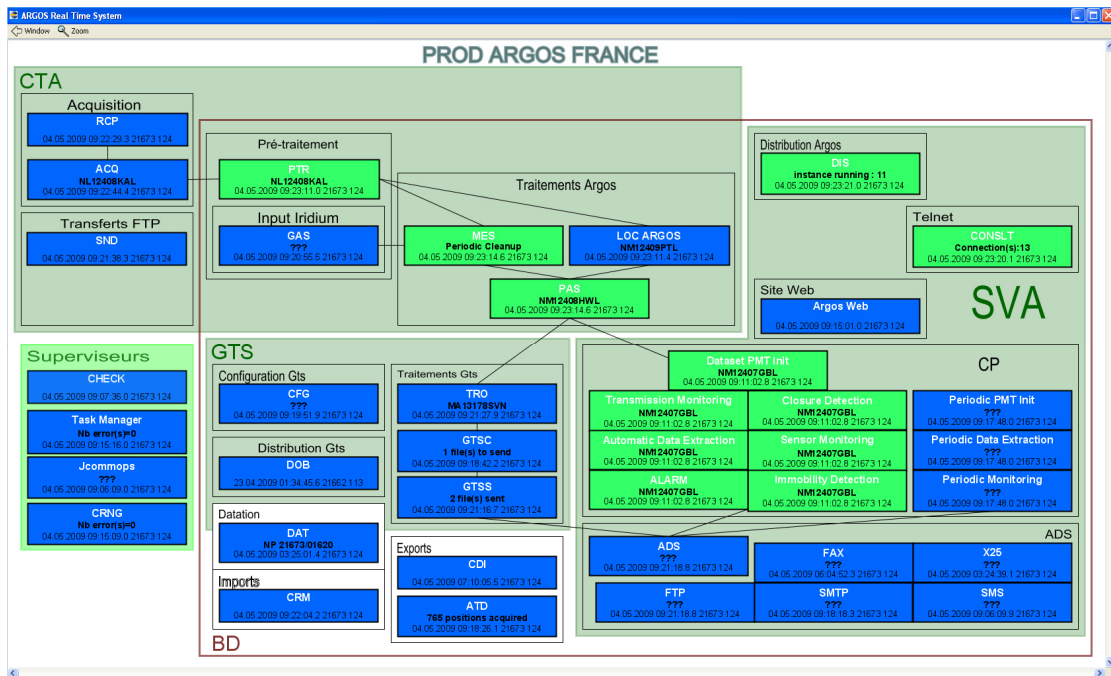 ARGOS Real Time System
Window Zoom
PROD ARGOS FRANCE
CTA
Acquisition
RCP
04.05.2009 09:22:29.3 21673 124
ACQ
NL12408KAL
04.05.2009 09:22:44.4 21673 124
Transferts FTP
SND
04.05.2009 09:21:38.3 21673 124
Pré-traitement
PTR
NL12408KAL
04.05.2009 09:23:11.0 21673 124
Input Iridium
GAS
???
04.05.2009 09:20:55.5 21673 124
Traitements Argos
MES
Periodic Cleanup
04.05.2009 09:23:14.6 21673 124
LOC ARGOS
NM12409PTL
04.05.2009 09:23:11.4 21673 124
PAS
NM12408HWL
04.05.2009 09:23:14.6 21673 124
Distribution Argos
DIS
instance running : 11
04.05.2009 09:23:21.0 21673 124
Telnet
CONSLT
Connection(s):13
04.05.2009 09:23:20.1 21673 124
Site Web
Argos Web
04.05.2009 09:15:01.0 21673 124
SVA
Superviseurs
CHECK
04.05.2009 09:07:36.0 21673 124
Task Manager
Nb error(s)=0
04.05.2009 09:15:16.0 21673 124
Jcommops
???
04.05.2009 09:06:09.0 21673 124
CRNG
Nb error(s)=0
04.05.2009 09:15:09.0 21673 124
GTS
Configuration Gts
CFG
???
04.05.2009 09:19:51.9 21673 124
Distribution Gts
DOB
23.04.2009 01:34:45.6 21662 113
Traitements Gts
TRO
MA13178SVN
04.05.2009 09:21:27.9 21673 124
GTSC
1 file(s) to send
04.05.2009 09:18:42.2 21673 124
GTSS
2 file(s) sent
04.05.2009 09:21:16.7 21673 124
Datation
DAT
NP 21673/01620
04.05.2009 03:25:01.4 21673 124
Imports
CRM
04.05.2009 09:22:04.2 21673 124
Exports
CDI
04.05.2009 07:10:05.5 21673 124
ATD
765 positions acquired
04.05.2009 09:18:26.1 21673 124
BD
CP
Dataset PMT Init
NM12407GBL
04.05.2009 09:11:02.8 21673 124
Transmission Monitoring
NM12407GBL
04.05.2009 09:11:02.8 21673 124
Closure Detection
NM12407GBL
04.05.2009 09:11:02.8 21673 124
Periodic PMT Init
???
04.05.2009 09:17:48.0 21673 124
Automatic Data Extraction
NM12407GBL
04.05.2009 09:11:02.8 21673 124
Sensor Monitoring
NM12407GBL
04.05.2009 09:11:02.8 21673 124
Periodic Data Extraction
???
04.05.2009 09:17:48.0 21673 124
ALARM
NM12407GBL
04.05.2009 09:11:02.8 21673 124
Immobility Detection
NM12407GBL
04.05.2009 09:11:02.8 21673 124
Periodic Monitoring
???
04.05.2009 09:17:48.0 21673 124
ADS
ADS
???
04.05.2009 09:21:18.8 21673 124
FAX
???
04.05.2009 06:04:52.3 21673 124
X25
???
04.05.2009 03:24:39.1 21673 124
FTP
???
04.05.2009 09:21:18.8 21673 124
SMTP
???
04.05.2009 09:18:18.3 21673 124
SMS
???
04.05.2009 09:06:09.9 21673 124